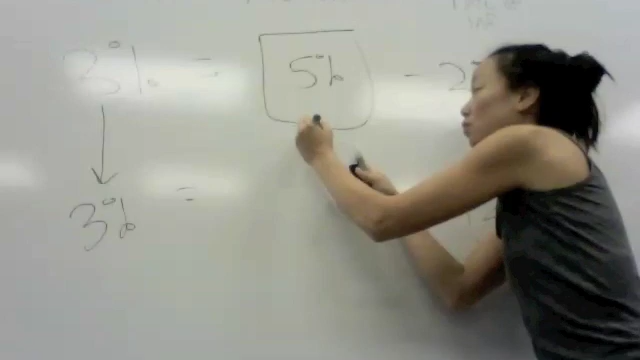 3% = 5% - 2
3% =